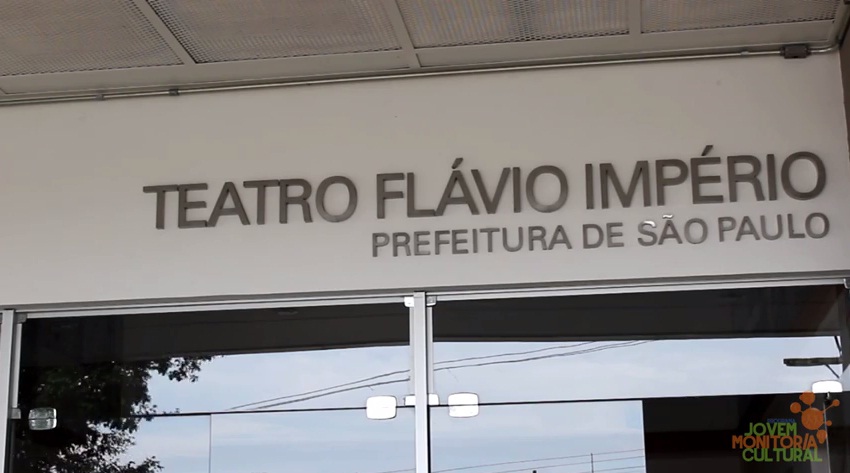 TEATRO FLÁVIO IMPÉRIO
PREFEITURA DE SÃO PAULO
JOVEM
MONITORIA
CULTURAL